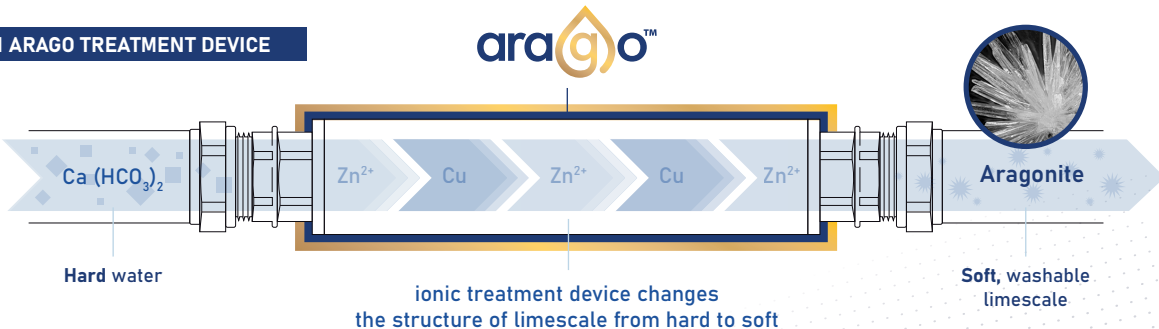 ARAGO TREATMENT DEVICE
arago™
Ca (HCO₃)₂
Zn²⁺
Cu
Zn²⁺
Cu
Zn²⁺
Aragonite
Hard water
ionic treatment device changes
the structure of limescale from hard to soft
Soft, washable
limescale